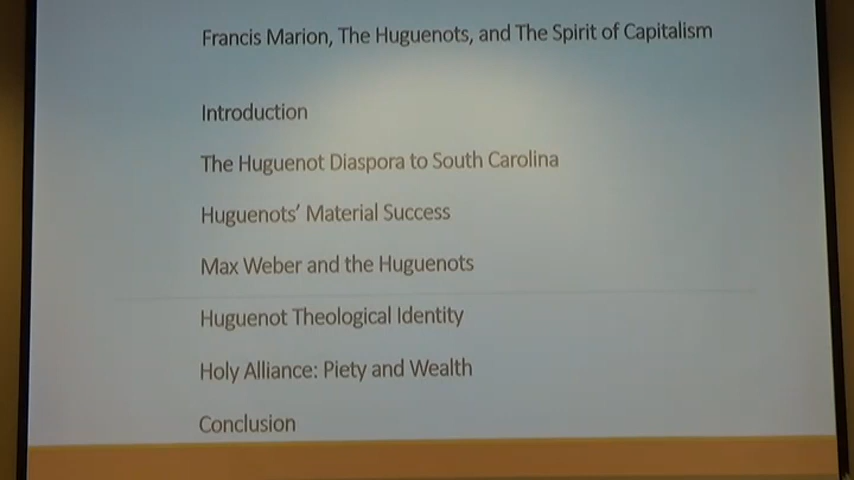 Francis Marion, The Huguenots, and The Spirit of Capitalism
Introduction
The Huguenot Diaspora to South Carolina
Huguenots' Material Success
Max Weber and the Huguenots
Huguenot Theological Identity
Holy Alliance: Piety and Wealth
Conclusion